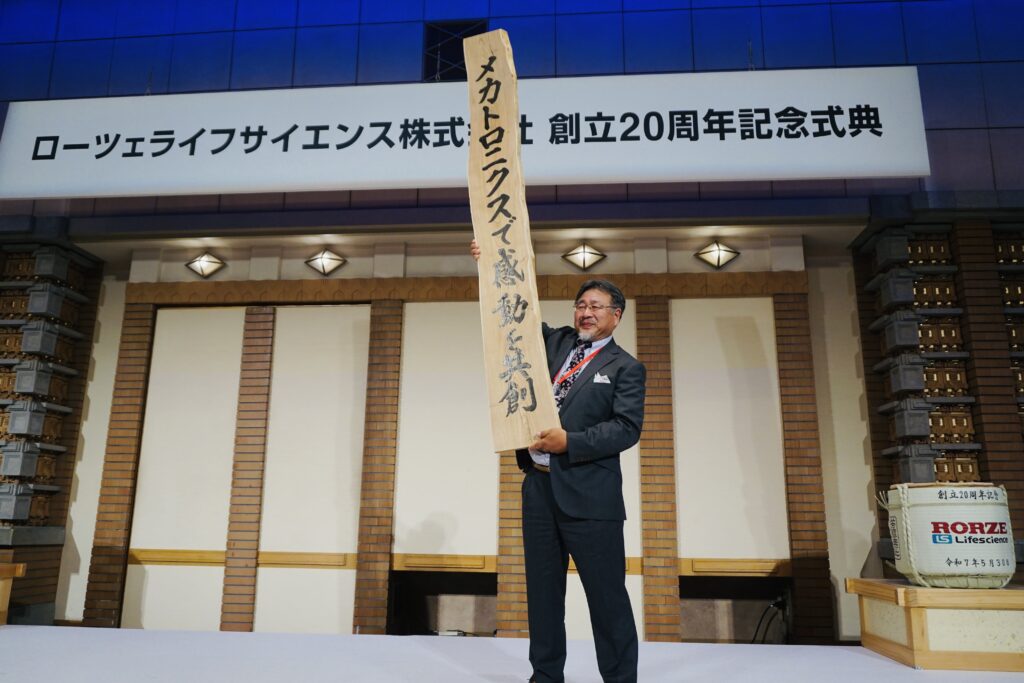 ローツェライフサイエンス株式会社 創立20周年記念式典
メカトロニクスで感動を共創
創立20周年記念
RORZE
LS Lifescience
令和7年5月30日